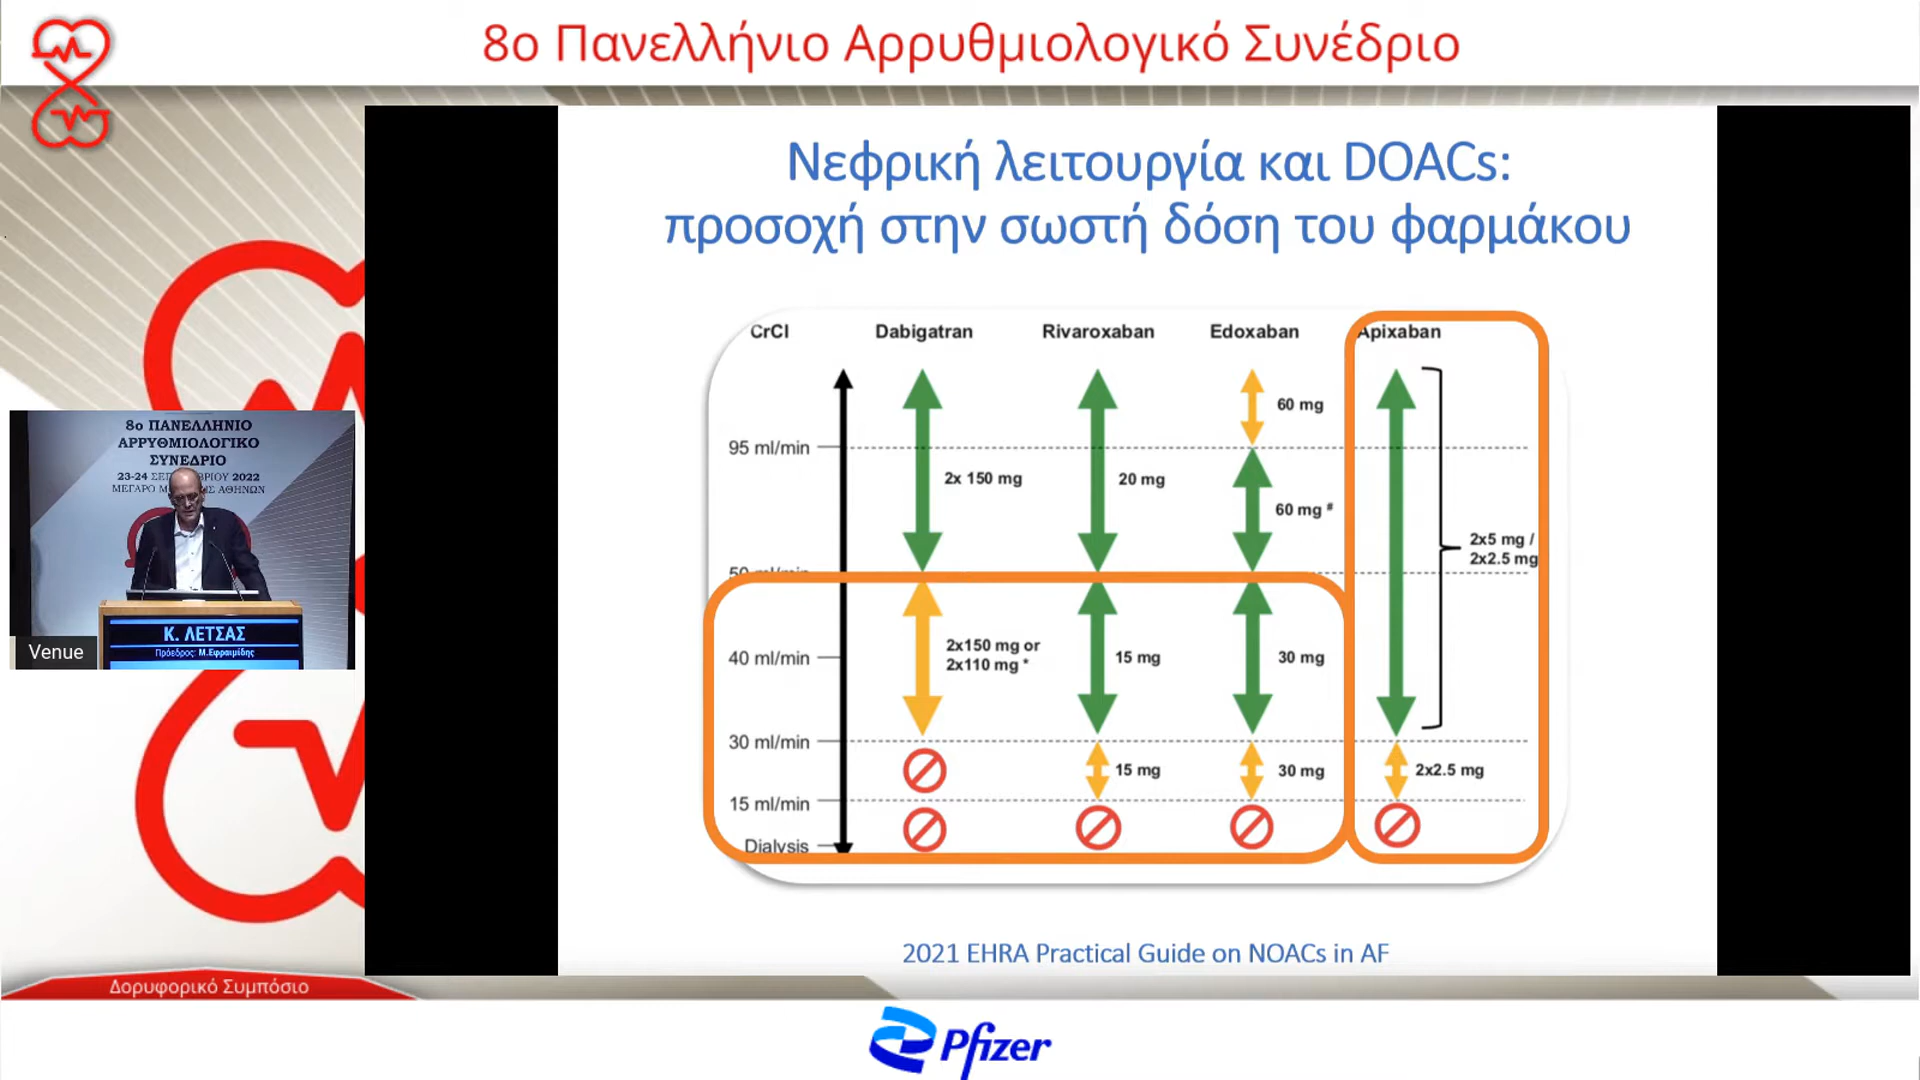 8ο Πανελλήνιο Αρρυθμιολογικό Συνέδριο
Νεφρική λειτουργία και DOACs:
προσοχή στην σωστή δόση του φαρμάκου
CrCl Dabigatran Rivaroxaban Edoxaban Apixaban
60 mg
95 ml/min
2x 150 mg 20 mg
60 mg #
2x5 mg /
2x2.5 mg
50 ml/min
2x150 mg or
2x110 mg *
40 ml/min 15 mg 30 mg
30 ml/min
15 mg 30 mg 2x2.5 mg
15 ml/min
Dialysis
2021 EHRA Practical Guide on NOACs in AF
8ο ΠΑΝΕΛΛΗΝΙΟ
ΑΡΡΥΘΜΙΟΛΟΓΙΚΟ
ΣΥΝΕΔΡΙΟ
23-24 ΣΕΠ ΒΡΙΟΥ 2022
ΜΕΓΑΡΟ Μ Σ ΑΘΗΝΩΝ
Κ. ΛΕΤΣΑΣ
Πρόεδρος: Μ.Εφραιμίδης
Venue
Δορυφορικό Συμπόσιο
Pfizer